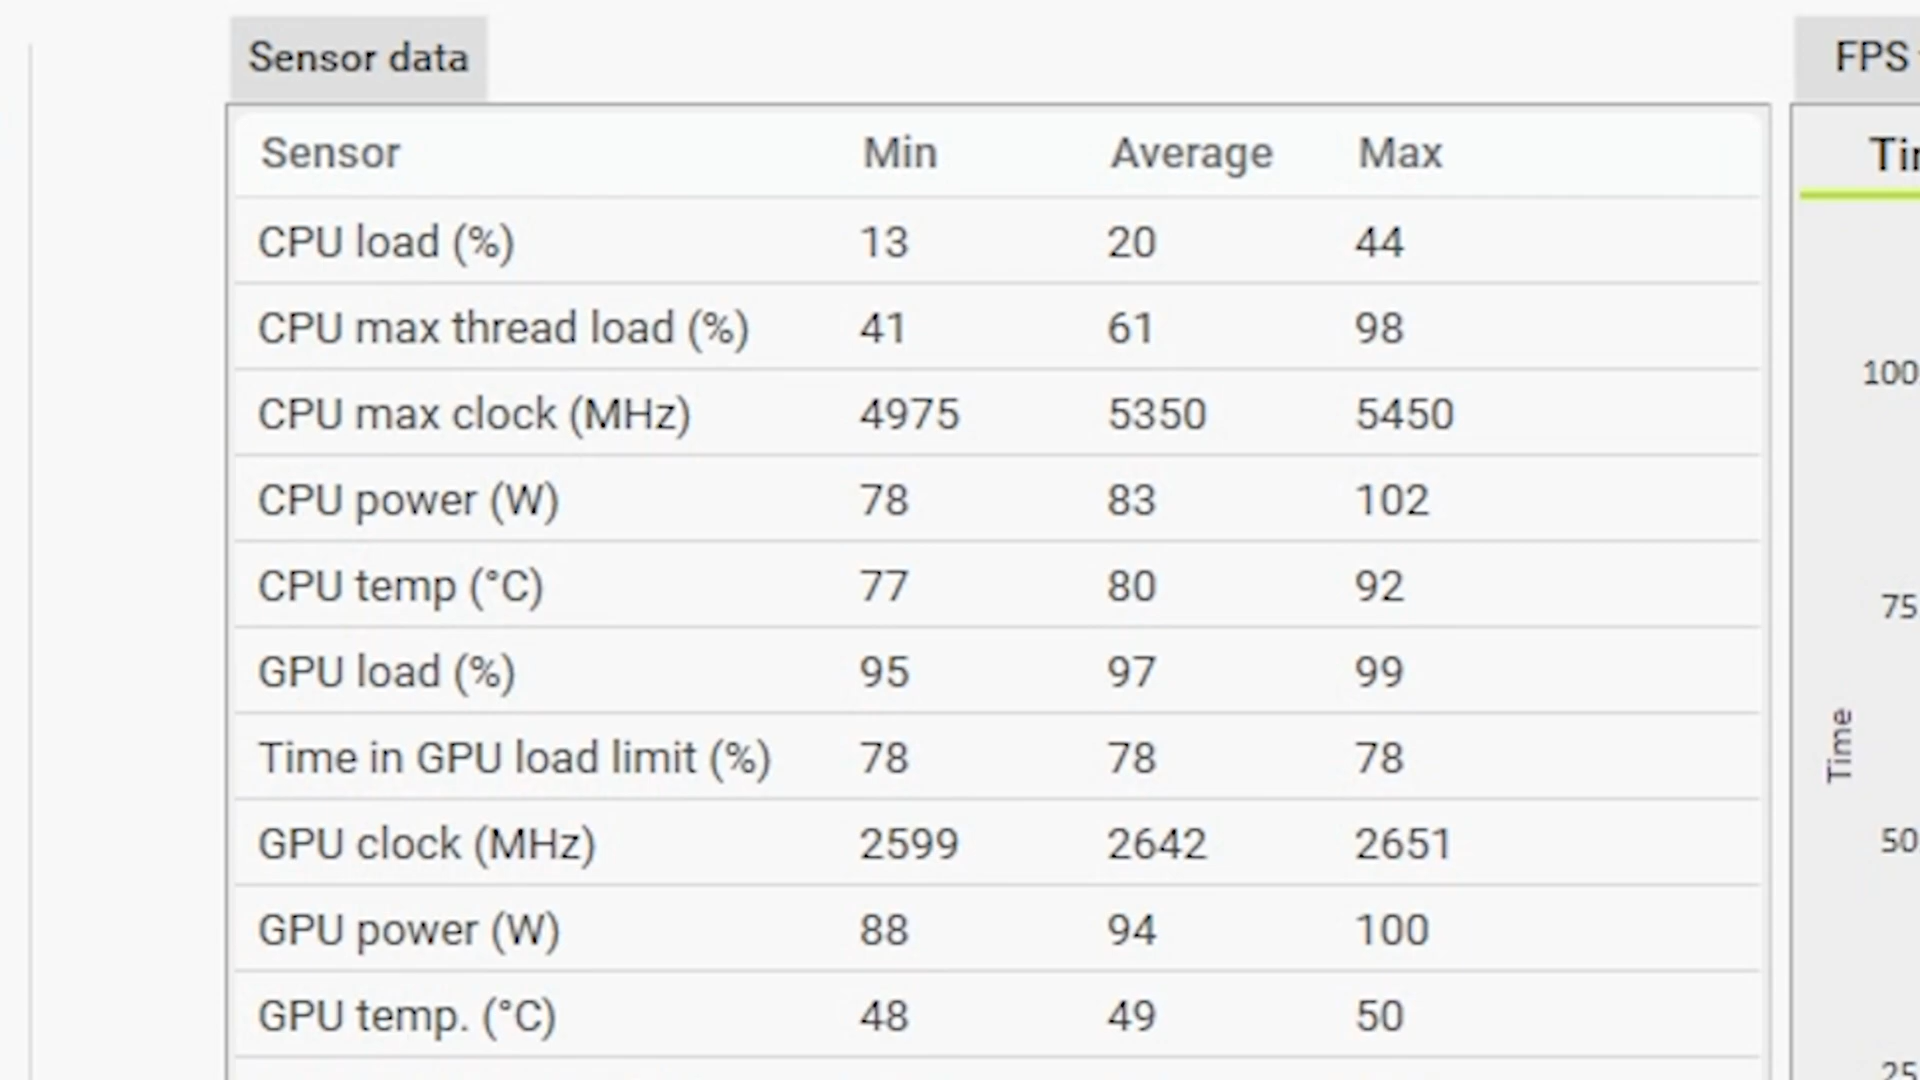 Sensor data
FPS
Sensor Min Average Max
CPU load (%) 13 20 44
CPU max thread load (%) 41 61 98
CPU max clock (MHz) 4975 5350 5450
CPU power (W) 78 83 102
CPU temp (°C) 77 80 92
GPU load (%) 95 97 99
Time in GPU load limit (%) 78 78 78
GPU clock (MHz) 2599 2642 2651
GPU power (W) 88 94 100
GPU temp. (°C) 48 49 50
100
75
Time
50
25